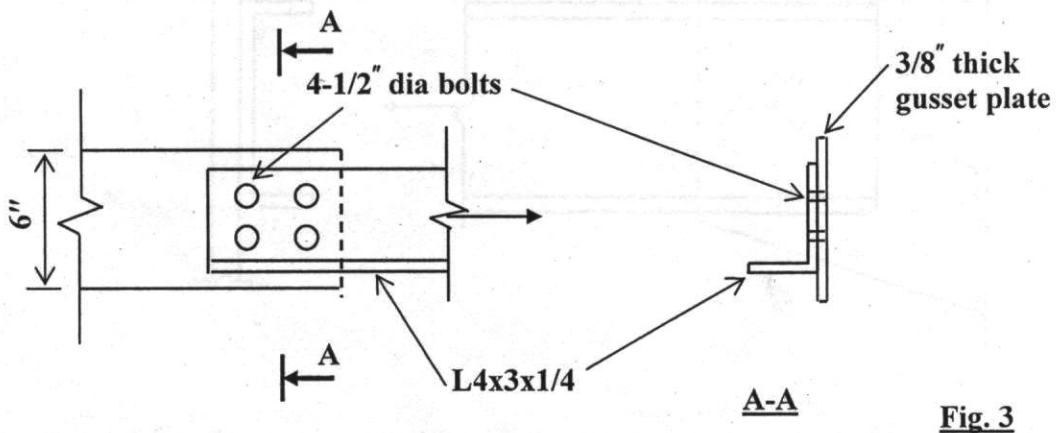 A
4-1/2" dia bolts
3/8" thick
gusset plate
6"
A
L4x3x1/4
A-A
Fig. 3